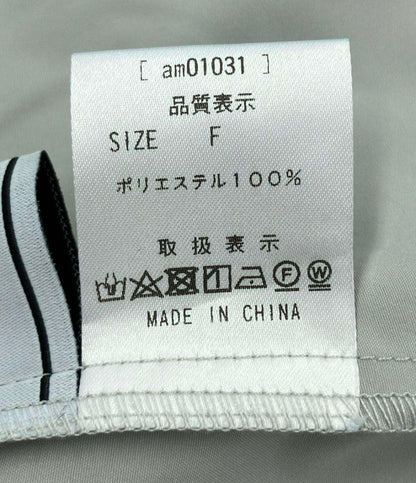 [ am01031 ]
品質表示
SIZE F
ポリエステル100%
取扱表示
F W
MADE IN CHINA